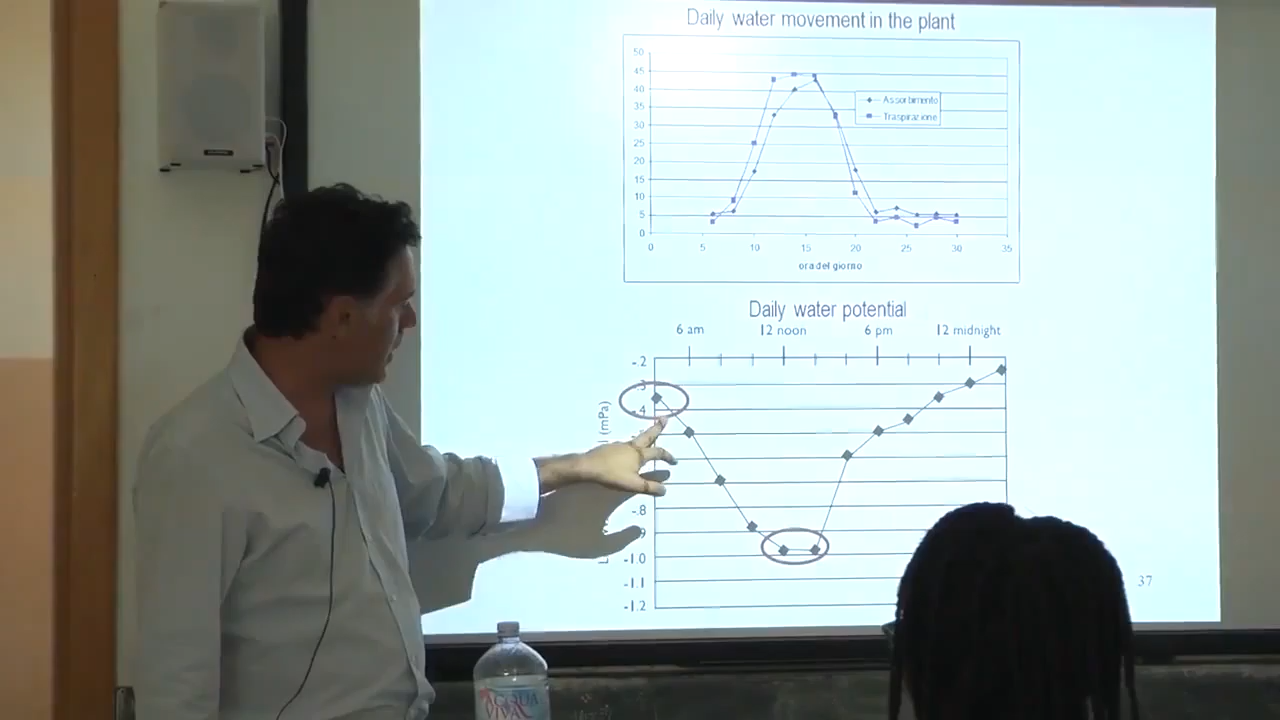 Daily water movement in the plant
50
45
40
35
30
25
20
15
10
5
0
0 5 10 15 20 25 30 35
Assorbimento
Traspirazione
ora del giorno
Daily water potential
6 am 12 noon 6 pm 12 midnight
-.2
-.8
-1.0
-1.1
-1.2
(mPa)
37
ACQUA
VIVA